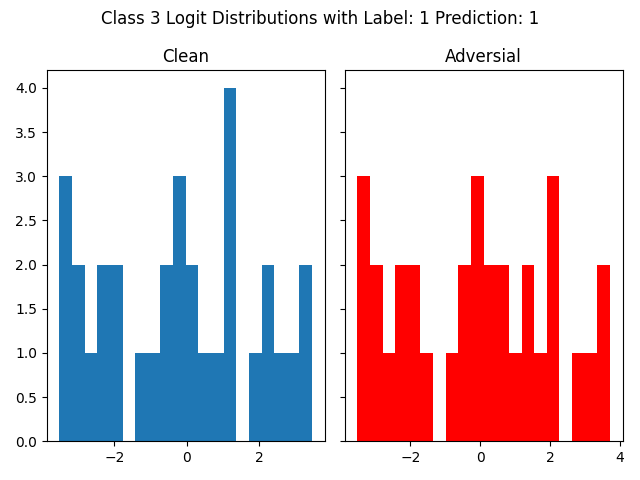 Class 3 Logit Distributions with Label: 1 Prediction: 1
Clean
Adversial
4.0
3.5
3.0
2.5
2.0
1.5
1.0
0.5
0.0
−2 0 2
−2 0 2 4